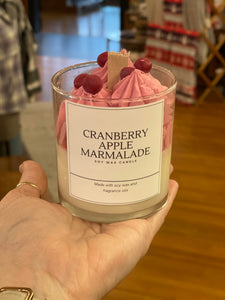 CRANBERRY
APPLE
MARMALADE
SOY WAX CANDLE
Made with soy wax and
fragrance oils